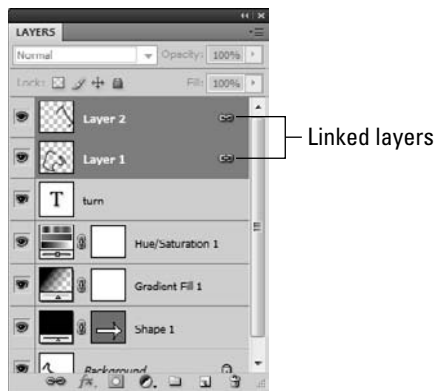 LAYERS
Normal Opacity: 100%
Lock: Fill: 100%
Layer 2
Linked layers
Layer 1
T turn
Hue/Saturation 1
Gradient Fill 1
Shape 1
Background
fx.